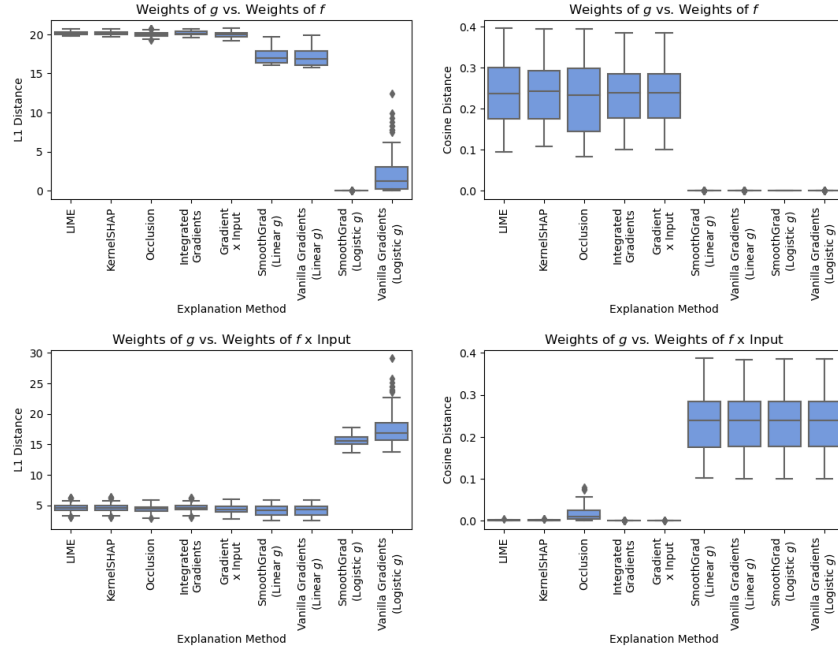 Weights of g vs. Weights of f
L1 Distance
20
15
10
5
0
LIME
KernelSHAP
Occlusion
Integrated
Gradients
Gradient
x Input
SmoothGrad
(Linear g)
Vanilla Gradients
(Linear g)
SmoothGrad
(Logistic g)
Vanilla Gradients
(Logistic g)
Explanation Method
Weights of g vs. Weights of f
Cosine Distance
0.4
0.3
0.2
0.1
0.0
LIME
KernelSHAP
Occlusion
Integrated
Gradients
Gradient
x Input
SmoothGrad
(Linear g)
Vanilla Gradients
(Linear g)
SmoothGrad
(Logistic g)
Vanilla Gradients
(Logistic g)
Explanation Method
Weights of g vs. Weights of f x Input
L1 Distance
30
25
20
15
10
5
LIME
KernelSHAP
Occlusion
Integrated
Gradients
Gradient
x Input
SmoothGrad
(Linear g)
Vanilla Gradients
(Linear g)
SmoothGrad
(Logistic g)
Vanilla Gradients
(Logistic g)
Explanation Method
Weights of g vs. Weights of f x Input
Cosine Distance
0.4
0.3
0.2
0.1
0.0
LIME
KernelSHAP
Occlusion
Integrated
Gradients
Gradient
x Input
SmoothGrad
(Linear g)
Vanilla Gradients
(Linear g)
SmoothGrad
(Logistic g)
Vanilla Gradients
(Logistic g)
Explanation Method